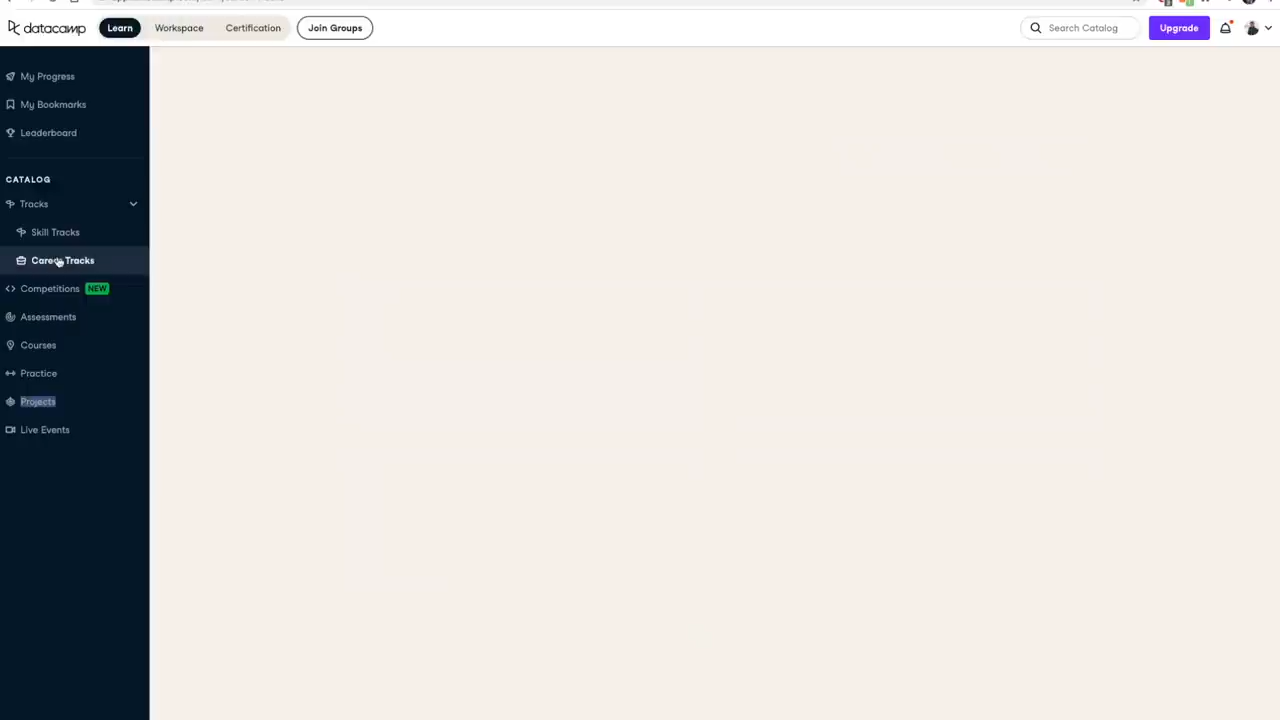 datacamp
Learn
Workspace
Certification
Join Groups
Search Catalog
Upgrade
My Progress
My Bookmarks
Leaderboard
CATALOG
Tracks
Skill Tracks
Career Tracks
Competitions NEW
Assessments
Courses
Practice
Projects
Live Events